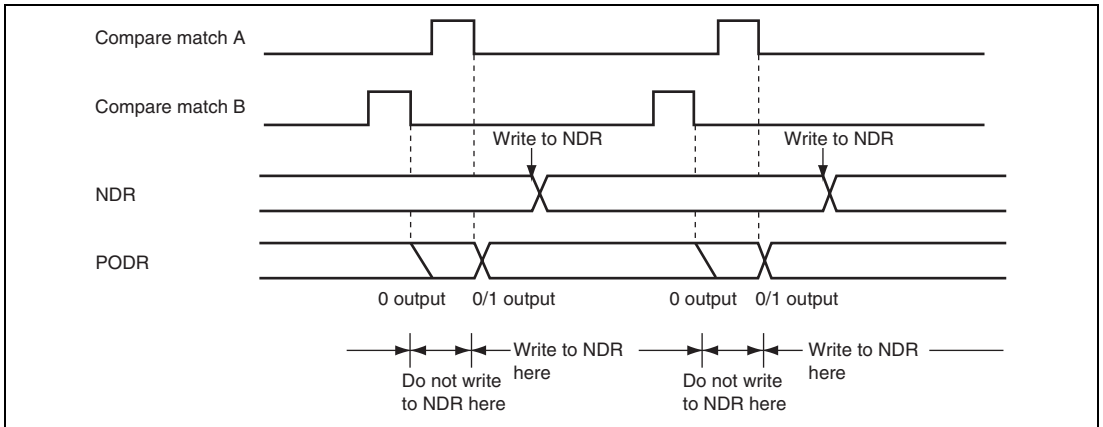 Compare match A
Compare match B
Write to NDR
Write to NDR
NDR
PODR
0 output
0/1 output
0 output
0/1 output
Write to NDR
here
Do not write
to NDR here
Write to NDR
here
Do not write
to NDR here